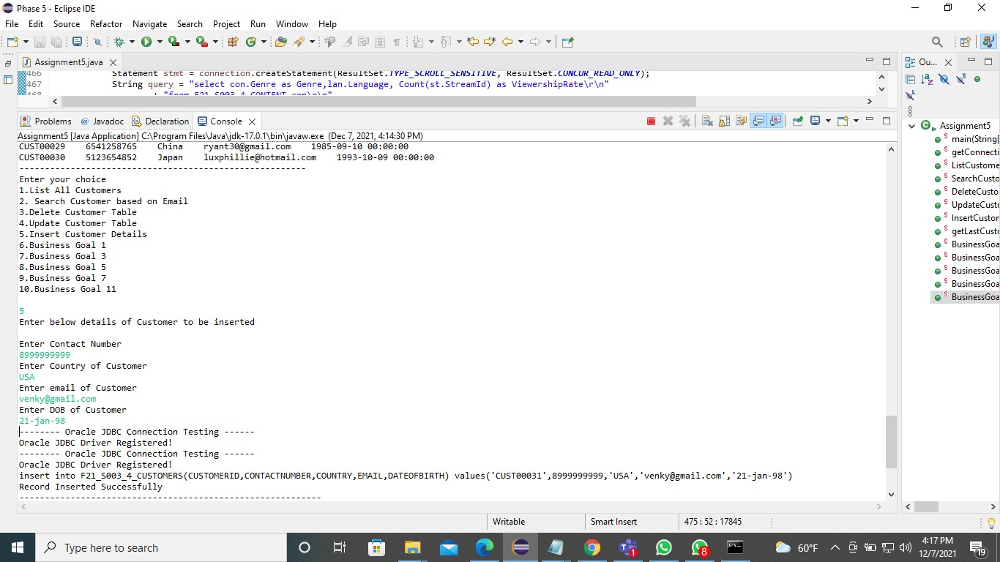 Phase 5 - Eclipse IDE
File Edit Source Refactor Navigate Search Project Run Window Help
Assignment5.java
466 Statement stmt = connection.createStatement(ResultSet.TYPE_SCROLL_SENSITIVE, ResultSet.CONCUR_READ_ONLY);
467 String query = "select con.Genre as Genre,lan.Language, Count(st.StreamId) as ViewershipRate\r\n"
468 + "from F21_S003_4_CONTENT con\r\n"
Problems @ Javadoc Declaration Console
Assignment5 [Java Application] C:\Program Files\Java\jdk-17.0.1\bin\javaw.exe (Dec 7, 2021, 4:14:30 PM)
CUST00029 6541258765 China ryant30@gmail.com 1985-09-10 00:00:00
CUST00030 5123654852 Japan luxphillie@hotmail.com 1993-10-09 00:00:00
--------------------------------------------------------
Enter your choice
1.List All Customers
2. Search Customer based on Email
3.Delete Customer Table
4.Update Customer Table
5.Insert Customer Details
6.Business Goal 1
7.Business Goal 3
8.Business Goal 5
9.Business Goal 7
10.Business Goal 11
5
Enter below details of Customer to be inserted
Enter Contact Number
8999999999
Enter Country of Customer
USA
Enter email of Customer
venky@gmail.com
Enter DOB of Customer
21-jan-98
-------- Oracle JDBC Connection Testing ------
Oracle JDBC Driver Registered!
-------- Oracle JDBC Connection Testing ------
Oracle JDBC Driver Registered!
insert into F21_S003_4_CUSTOMERS(CUSTOMERID,CONTACTNUMBER,COUNTRY,EMAIL,DATEOFBIRTH) values('CUST00031',8999999999,'USA','venky@gmail.com','21-jan-98')
Record Inserted Successfully
-----------------------------------------------------------
Ou...
Assignment5
main(String[
getConnecti
ListCustome
SearchCusto
DeleteCusto
UpdateCusto
InsertCustor
getLastCusto
BusinessGoa
BusinessGoa
BusinessGoa
BusinessGoa
BusinessGoa
Writable Smart Insert 475 : 52 : 17845
Type here to search
1
8
60°F
4:17 PM
12/7/2021
19